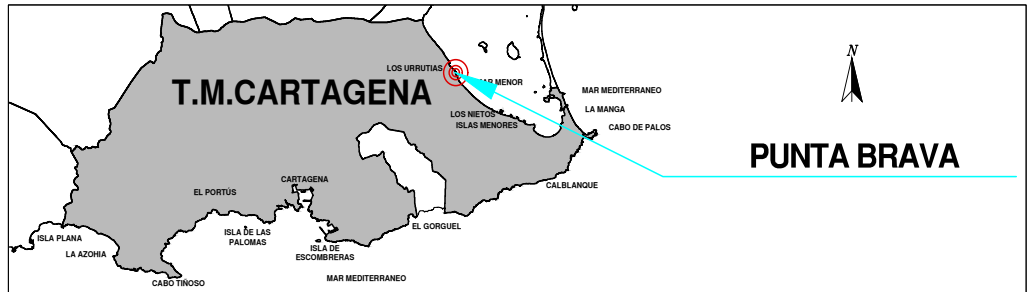 LOS URRUTIAS
T.M.CARTAGENA
MAR MENOR
N
MAR MEDITERRANEO
LA MANGA
LOS NIETOS
ISLAS MENORES
CABO DE PALOS
PUNTA BRAVA
CARTAGENA
CALBLANQUE
EL PORTÚS
EL GORGUEL
ISLA DE LAS
PALOMAS
ISLA PLANA
LA AZOHIA
ISLA DE
ESCOMBRERAS
MAR MEDITERRANEO
CABO TIÑOSO